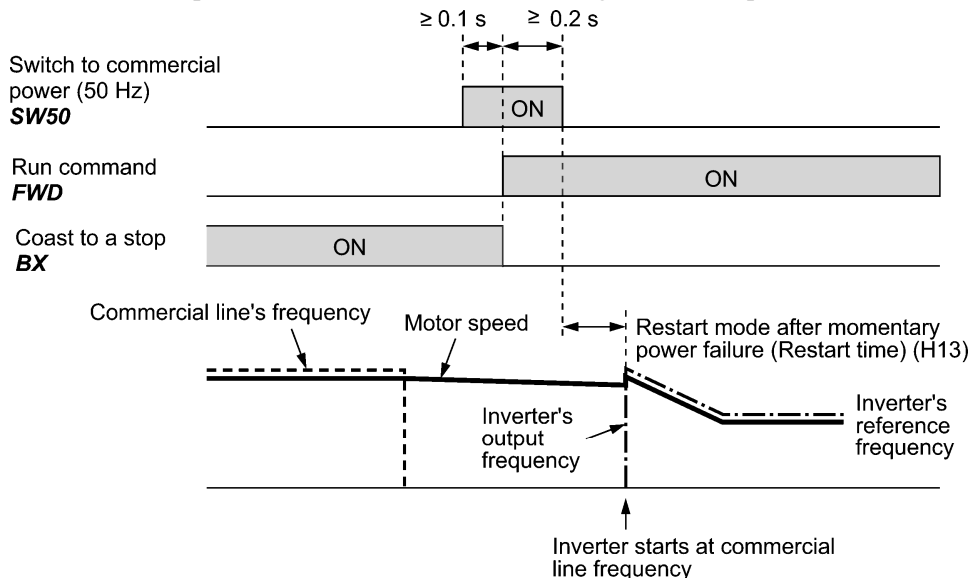 ≥ 0.1 s
≥ 0.2 s
Switch to commercial
power (50 Hz)
SW50
ON
Run command
FWD
ON
Coast to a stop
BX
ON
Commercial line's frequency
Motor speed
Restart mode after momentary
power failure (Restart time) (H13)
Inverter's
output
frequency
Inverter's
reference
frequency
Inverter starts at commercial
line frequency